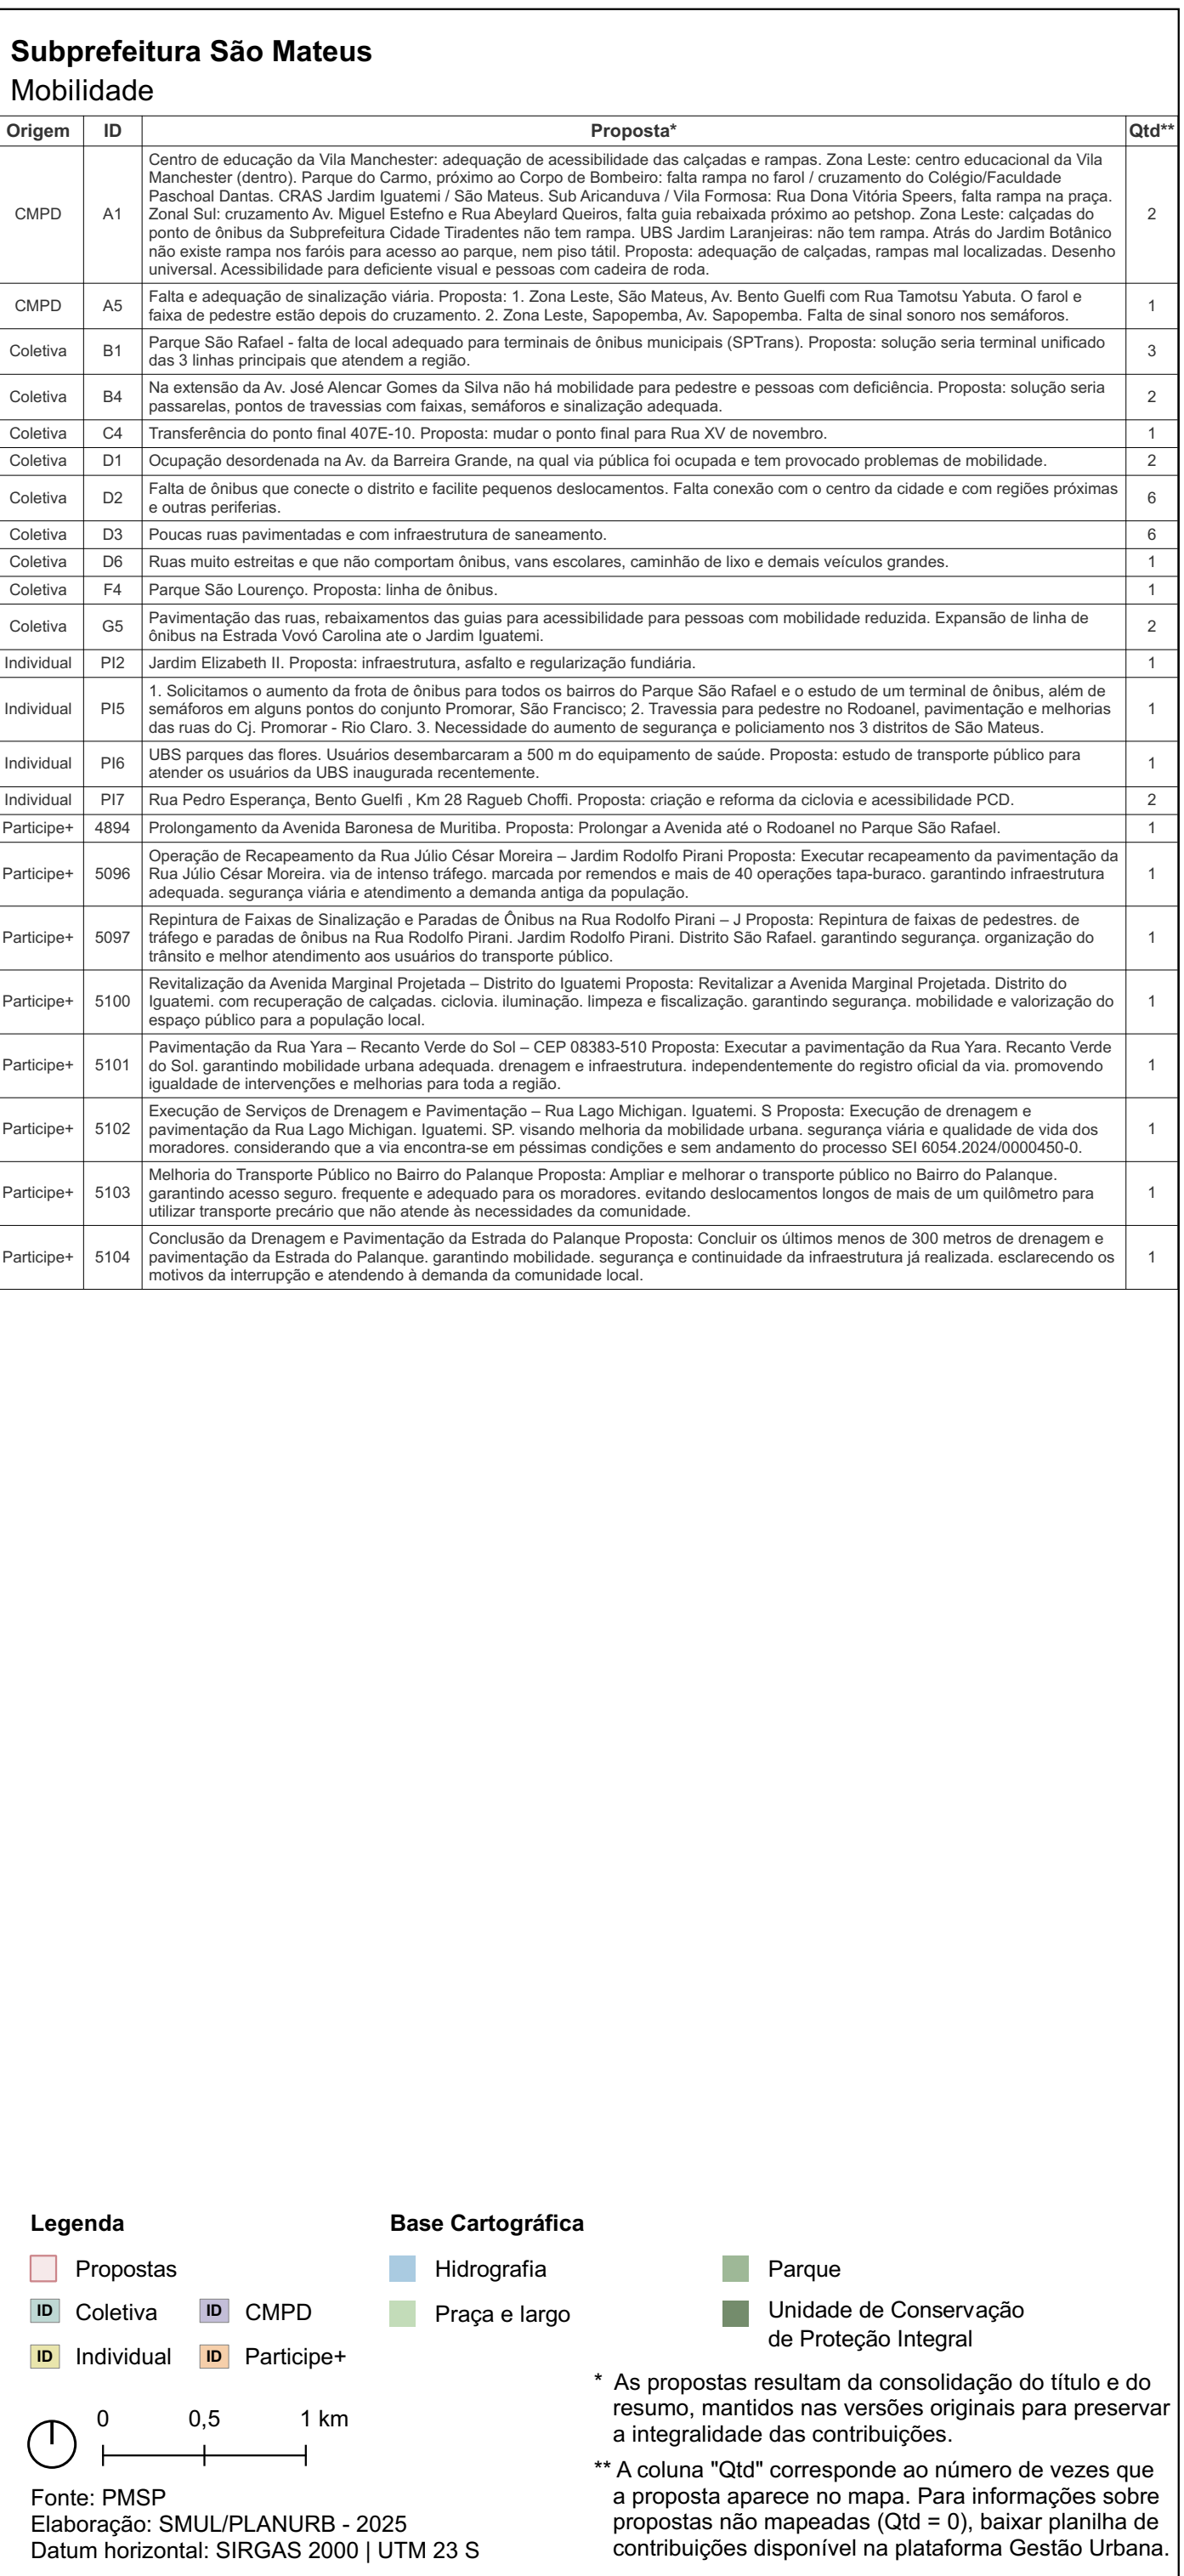 Subprefeitura São Mateus
Mobilidade
Origem ID Proposta* Qtd**
CMPD A1 Centro de educação da Vila Manchester: adequação de acessibilidade das calçadas e rampas. Zona Leste: centro educacional da Vila
Manchester (dentro). Parque do Carmo, próximo ao Corpo de Bombeiro: falta rampa no farol / cruzamento do Colégio/Faculdade
Paschoal Dantas. CRAS Jardim Iguatemi / São Mateus. Sub Aricanduva / Vila Formosa: Rua Dona Vitória Speers, falta rampa na praça.
Zonal Sul: cruzamento Av. Miguel Estefno e Rua Abeylard Queiros, falta guia rebaixada próximo ao petshop. Zona Leste: calçadas do
ponto de ônibus da Subprefeitura Cidade Tiradentes não tem rampa. UBS Jardim Laranjeiras: não tem rampa. Atrás do Jardim Botânico
não existe rampa nos faróis para acesso ao parque, nem piso tátil. Proposta: adequação de calçadas, rampas mal localizadas. Desenho
universal. Acessibilidade para deficiente visual e pessoas com cadeira de roda. 2
CMPD A5 Falta e adequação de sinalização viária. Proposta: 1. Zona Leste, São Mateus, Av. Bento Guelfi com Rua Tamotsu Yabuta. O farol e
faixa de pedestre estão depois do cruzamento. 2. Zona Leste, Sapopemba, Av. Sapopemba. Falta de sinal sonoro nos semáforos. 1
Coletiva B1 Parque São Rafael - falta de local adequado para terminais de ônibus municipais (SPTrans). Proposta: solução seria terminal unificado
das 3 linhas principais que atendem a região. 3
Coletiva B4 Na extensão da Av. José Alencar Gomes da Silva não há mobilidade para pedestre e pessoas com deficiência. Proposta: solução seria
passarelas, pontos de travessias com faixas, semáforos e sinalização adequada. 2
Coletiva C4 Transferência do ponto final 407E-10. Proposta: mudar o ponto final para Rua XV de novembro. 1
Coletiva D1 Ocupação desordenada na Av. da Barreira Grande, na qual via pública foi ocupada e tem provocado problemas de mobilidade. 2
Coletiva D2 Falta de ônibus que conecte o distrito e facilite pequenos deslocamentos. Falta conexão com o centro da cidade e com regiões próximas
e outras periferias. 6
Coletiva D3 Poucas ruas pavimentadas e com infraestrutura de saneamento. 6
Coletiva D6 Ruas muito estreitas e que não comportam ônibus, vans escolares, caminhão de lixo e demais veículos grandes. 1
Coletiva F4 Parque São Lourenço. Proposta: linha de ônibus. 1
Coletiva G5 Pavimentação das ruas, rebaixamentos das guias para acessibilidade para pessoas com mobilidade reduzida. Expansão de linha de
ônibus na Estrada Vovó Carolina ate o Jardim Iguatemi. 2
Individual PI2 Jardim Elizabeth II. Proposta: infraestrutura, asfalto e regularização fundiária. 1
Individual PI5 1. Solicitamos o aumento da frota de ônibus para todos os bairros do Parque São Rafael e o estudo de um terminal de ônibus, além de
semáforos em alguns pontos do conjunto Promorar, São Francisco; 2. Travessia para pedestre no Rodoanel, pavimentação e melhorias
das ruas do Cj. Promorar - Rio Claro. 3. Necessidade do aumento de segurança e policiamento nos 3 distritos de São Mateus. 1
Individual PI6 UBS parques das flores. Usuários desembarcaram a 500 m do equipamento de saúde. Proposta: estudo de transporte público para
atender os usuários da UBS inaugurada recentemente. 1
Individual PI7 Rua Pedro Esperança, Bento Guelfi , Km 28 Ragueb Choffi. Proposta: criação e reforma da ciclovia e acessibilidade PCD. 2
Participe+ 4894 Prolongamento da Avenida Baronesa de Muritiba. Proposta: Prolongar a Avenida até o Rodoanel no Parque São Rafael. 1
Participe+ 5096 Operação de Recapeamento da Rua Júlio César Moreira – Jardim Rodolfo Pirani Proposta: Executar recapeamento da pavimentação da
Rua Júlio César Moreira. via de intenso tráfego. marcada por remendos e mais de 40 operações tapa-buraco. garantindo infraestrutura
adequada. segurança viária e atendimento a demanda antiga da população. 1
Participe+ 5097 Repintura de Faixas de Sinalização e Paradas de Ônibus na Rua Rodolfo Pirani – J Proposta: Repintura de faixas de pedestres. de
tráfego e paradas de ônibus na Rua Rodolfo Pirani. Jardim Rodolfo Pirani. Distrito São Rafael. garantindo segurança. organização do
trânsito e melhor atendimento aos usuários do transporte público. 1
Participe+ 5100 Revitalização da Avenida Marginal Projetada – Distrito do Iguatemi Proposta: Revitalizar a Avenida Marginal Projetada. Distrito do
Iguatemi. com recuperação de calçadas. ciclovia. iluminação. limpeza e fiscalização. garantindo segurança. mobilidade e valorização do
espaço público para a população local. 1
Participe+ 5101 Pavimentação da Rua Yara – Recanto Verde do Sol – CEP 08383-510 Proposta: Executar a pavimentação da Rua Yara. Recanto Verde
do Sol. garantindo mobilidade urbana adequada. drenagem e infraestrutura. independentemente do registro oficial da via. promovendo
igualdade de intervenções e melhorias para toda a região. 1
Participe+ 5102 Execução de Serviços de Drenagem e Pavimentação – Rua Lago Michigan. Iguatemi. S Proposta: Execução de drenagem e
pavimentação da Rua Lago Michigan. Iguatemi. SP. visando melhoria da mobilidade urbana. segurança viária e qualidade de vida dos
moradores. considerando que a via encontra-se em péssimas condições e sem andamento do processo SEI 6054.2024/0000450-0. 1
Participe+ 5103 Melhoria do Transporte Público no Bairro do Palanque Proposta: Ampliar e melhorar o transporte público no Bairro do Palanque.
garantindo acesso seguro. frequente e adequado para os moradores. evitando deslocamentos longos de mais de um quilômetro para
utilizar transporte precário que não atende às necessidades da comunidade. 1
Participe+ 5104 Conclusão da Drenagem e Pavimentação da Estrada do Palanque Proposta: Concluir os últimos menos de 300 metros de drenagem e
pavimentação da Estrada do Palanque. garantindo mobilidade. segurança e continuidade da infraestrutura já realizada. esclarecendo os
motivos da interrupção e atendendo à demanda da comunidade local. 1
Legenda
Propostas
ID Coletiva ID CMPD
ID Individual ID Participe+
Base Cartográfica
Hidrografia Parque
Praça e largo Unidade de Conservação
de Proteção Integral
0 0,5 1 km
Fonte: PMSP
Elaboração: SMUL/PLANURB - 2025
Datum horizontal: SIRGAS 2000 | UTM 23 S
* As propostas resultam da consolidação do título e do
resumo, mantidos nas versões originais para preservar
a integralidade das contribuições.
** A coluna "Qtd" corresponde ao número de vezes que
a proposta aparece no mapa. Para informações sobre
propostas não mapeadas (Qtd = 0), baixar planilha de
contribuições disponível na plataforma Gestão Urbana.